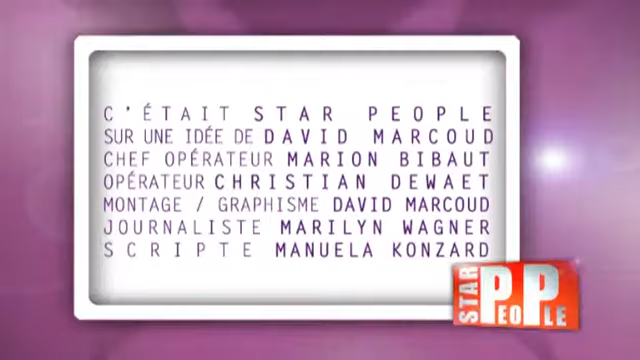 C'ÉTAIT STAR PEOPLE
SUR UNE IDÉE DE DAVID MARCOUD
CHEF OPÉRATEUR MARION BIBAUT
OPÉRATEUR CHRISTIAN DEWAET
MONTAGE / GRAPHISME DAVID MARCOUD
JOURNALISTE MARILYN WAGNER
SCRIPTE MANUELA KONZARD
STAR PEOPLE